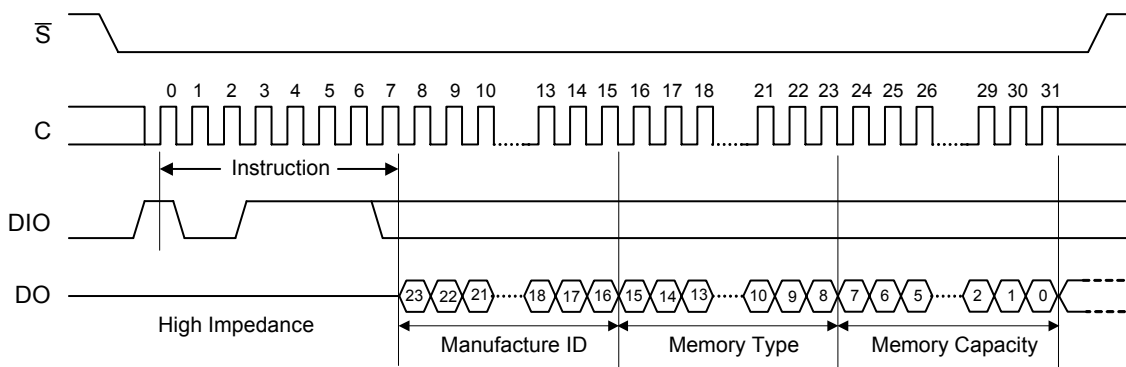 S
0 1 2 3 4 5 6 7 8 9 10 13 14 15 16 17 18 21 22 23 24 25 26 29 30 31
C
Instruction
DIO
DO 23 22 21 18 17 16 15 14 13 10 9 8 7 6 5 2 1 0
High Impedance
Manufacture ID Memory Type Memory Capacity